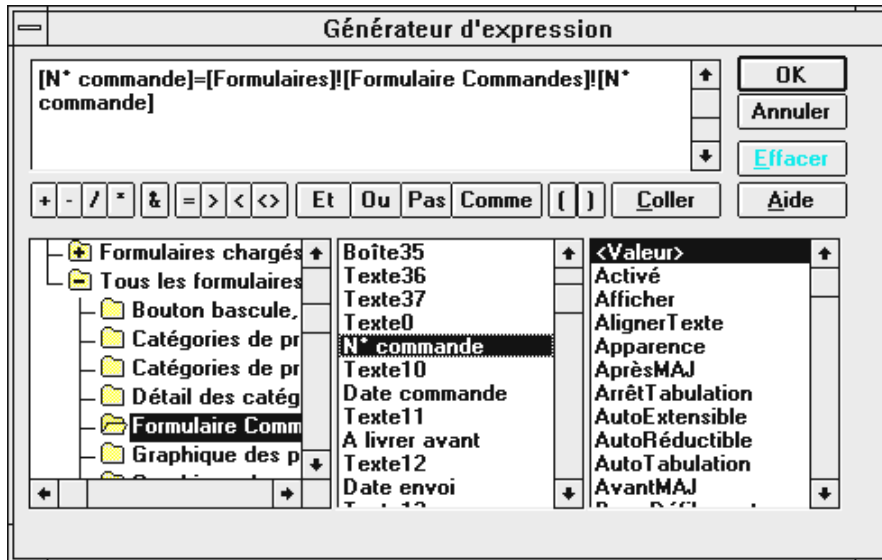 Générateur d'expression
[N° commande]=[Formulaires]![Formulaire Commandes]![N°
commande]
OK
Annuler
Effacer
+ - / * & = > < <> Et Ou Pas Comme ( ) Coller Aide
Formulaires chargés
Tous les formulaires
Bouton bascule,
Catégories de pr
Catégories de pr
Détail des catég
Formulaire Comm
Graphique des p
Boîte35
Texte36
Texte37
Texte0
N° commande
Texte10
Date commande
Texte11
A livrer avant
Texte12
Date envoi
<Valeur>
Activé
Afficher
AlignerTexte
Apparence
AprèsMAJ
ArrêtTabulation
AutoExtensible
AutoRéductible
AutoTabulation
AvantMAJ